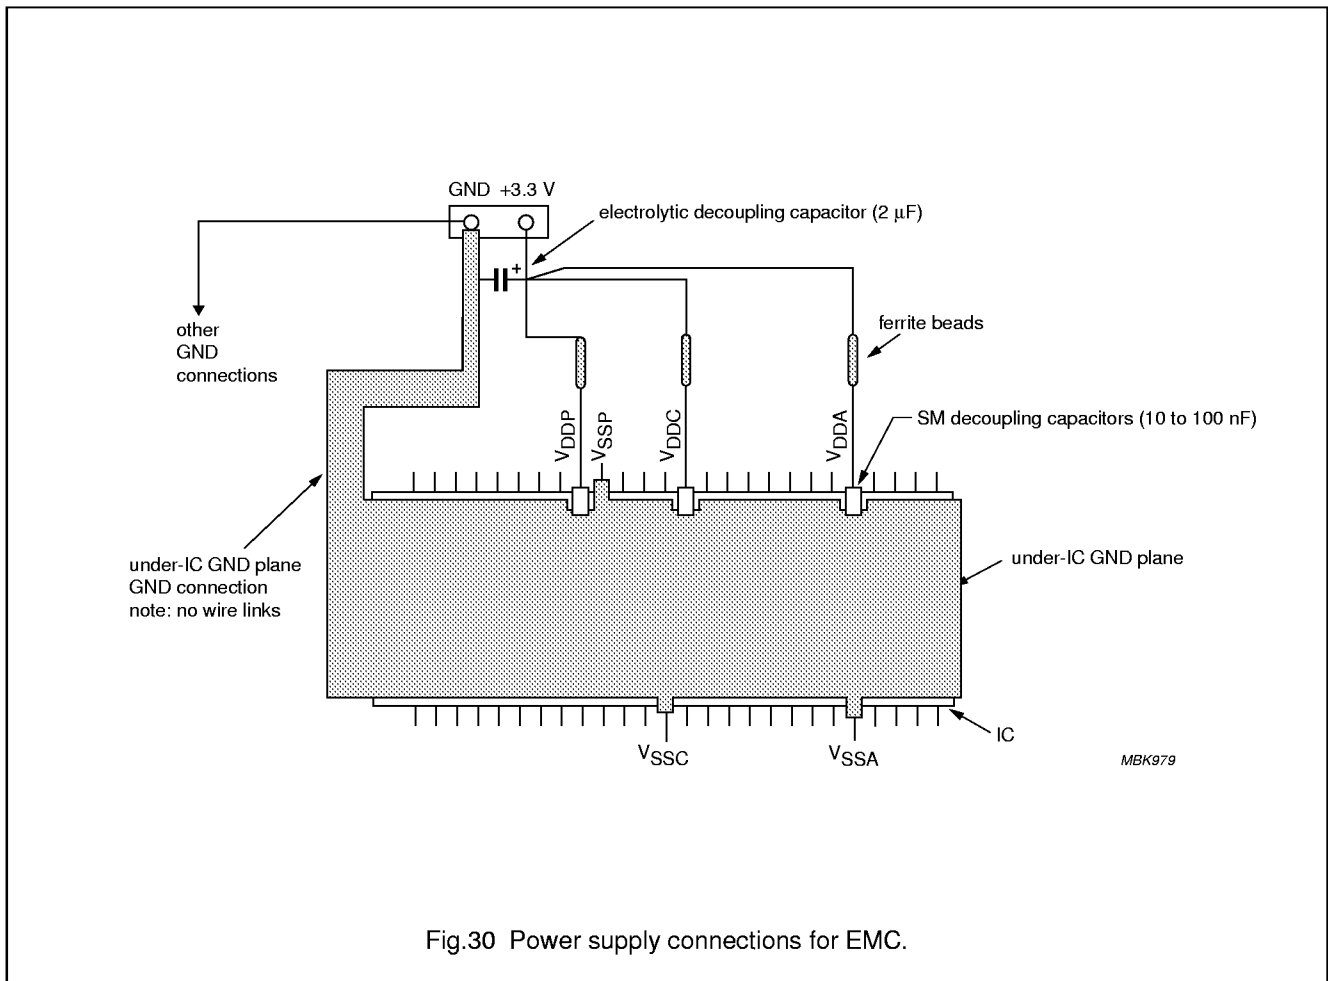 GND +3.3 V
electrolytic decoupling capacitor (2 μF)
+
other
GND
connections
ferrite beads
SM decoupling capacitors (10 to 100 nF)
VDDP
VSSP
VDDC
VDDA
under-IC GND plane
GND connection
note: no wire links
under-IC GND plane
IC
VSSC
VSSA
MBK979
Fig.30 Power supply connections for EMC.